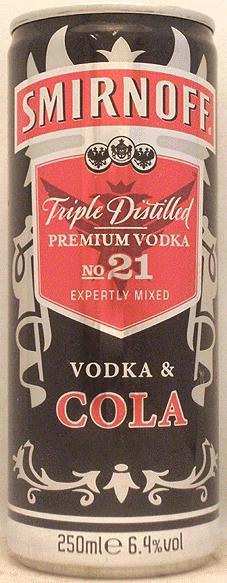 SMIRNOFF
Triple Distilled
PREMIUM VODKA
NO 21
EXPERTLY MIXED
VODKA &
COLA
250ml e 6.4%vol